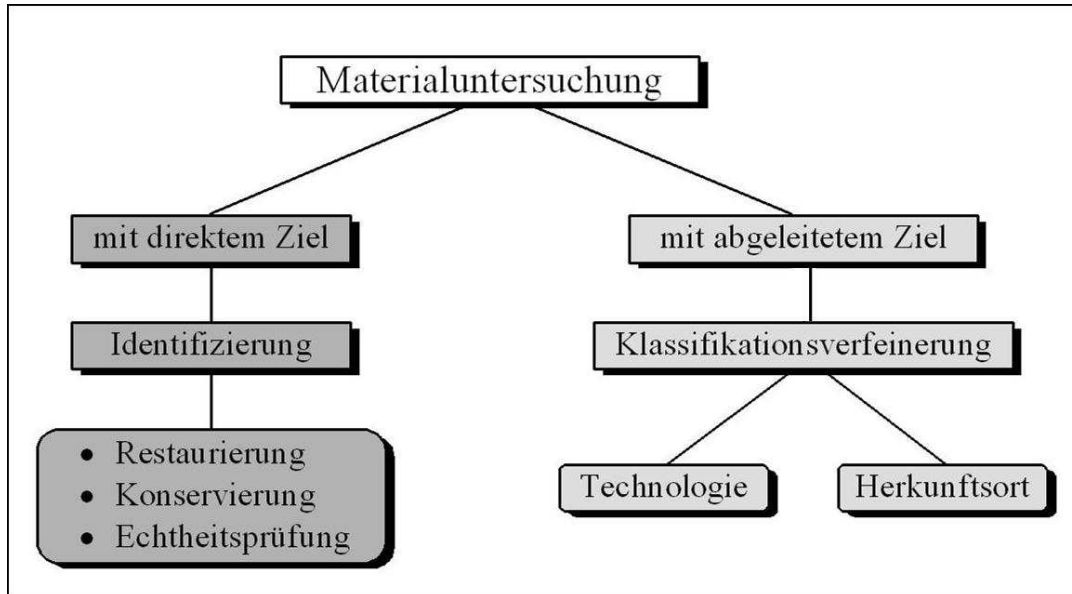 Materialuntersuchung
mit direktem Ziel
mit abgeleitetem Ziel
Identifizierung
Klassifikationsverfeinerung
• Restaurierung
• Konservierung
• Echtheitsprüfung
Technologie
Herkunftsort